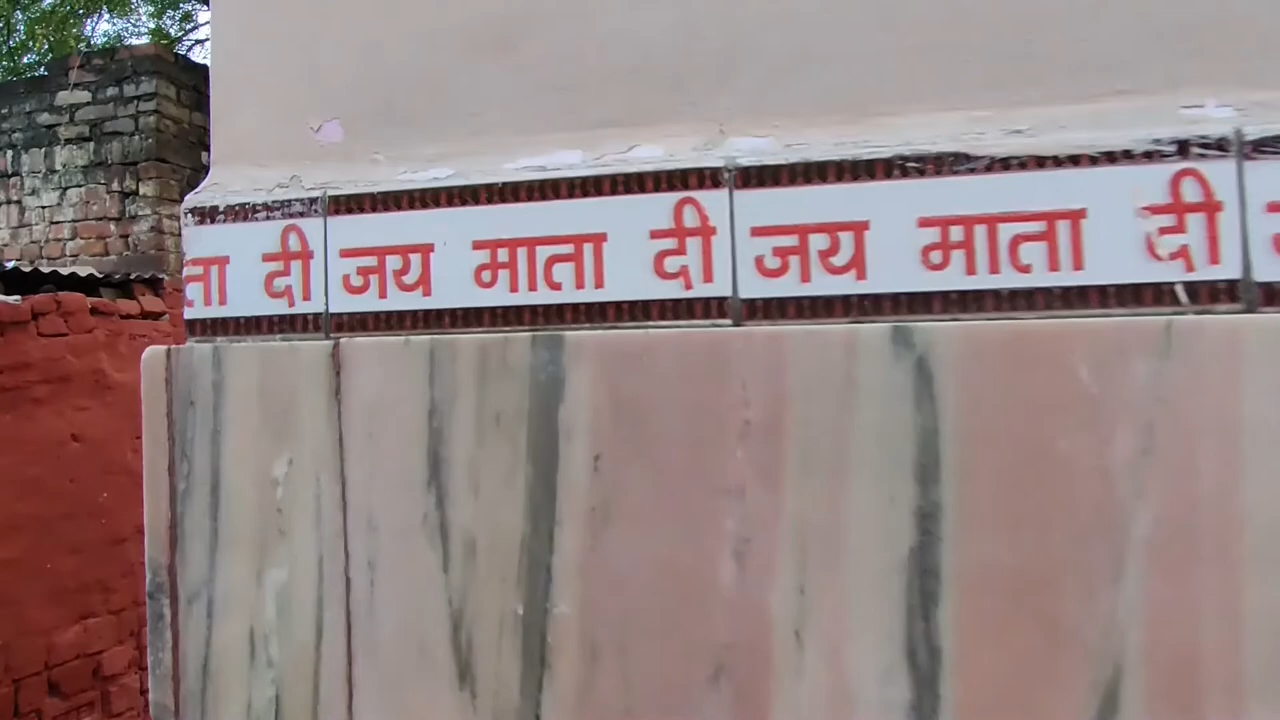 ता दी जय माता दी जय माता दी